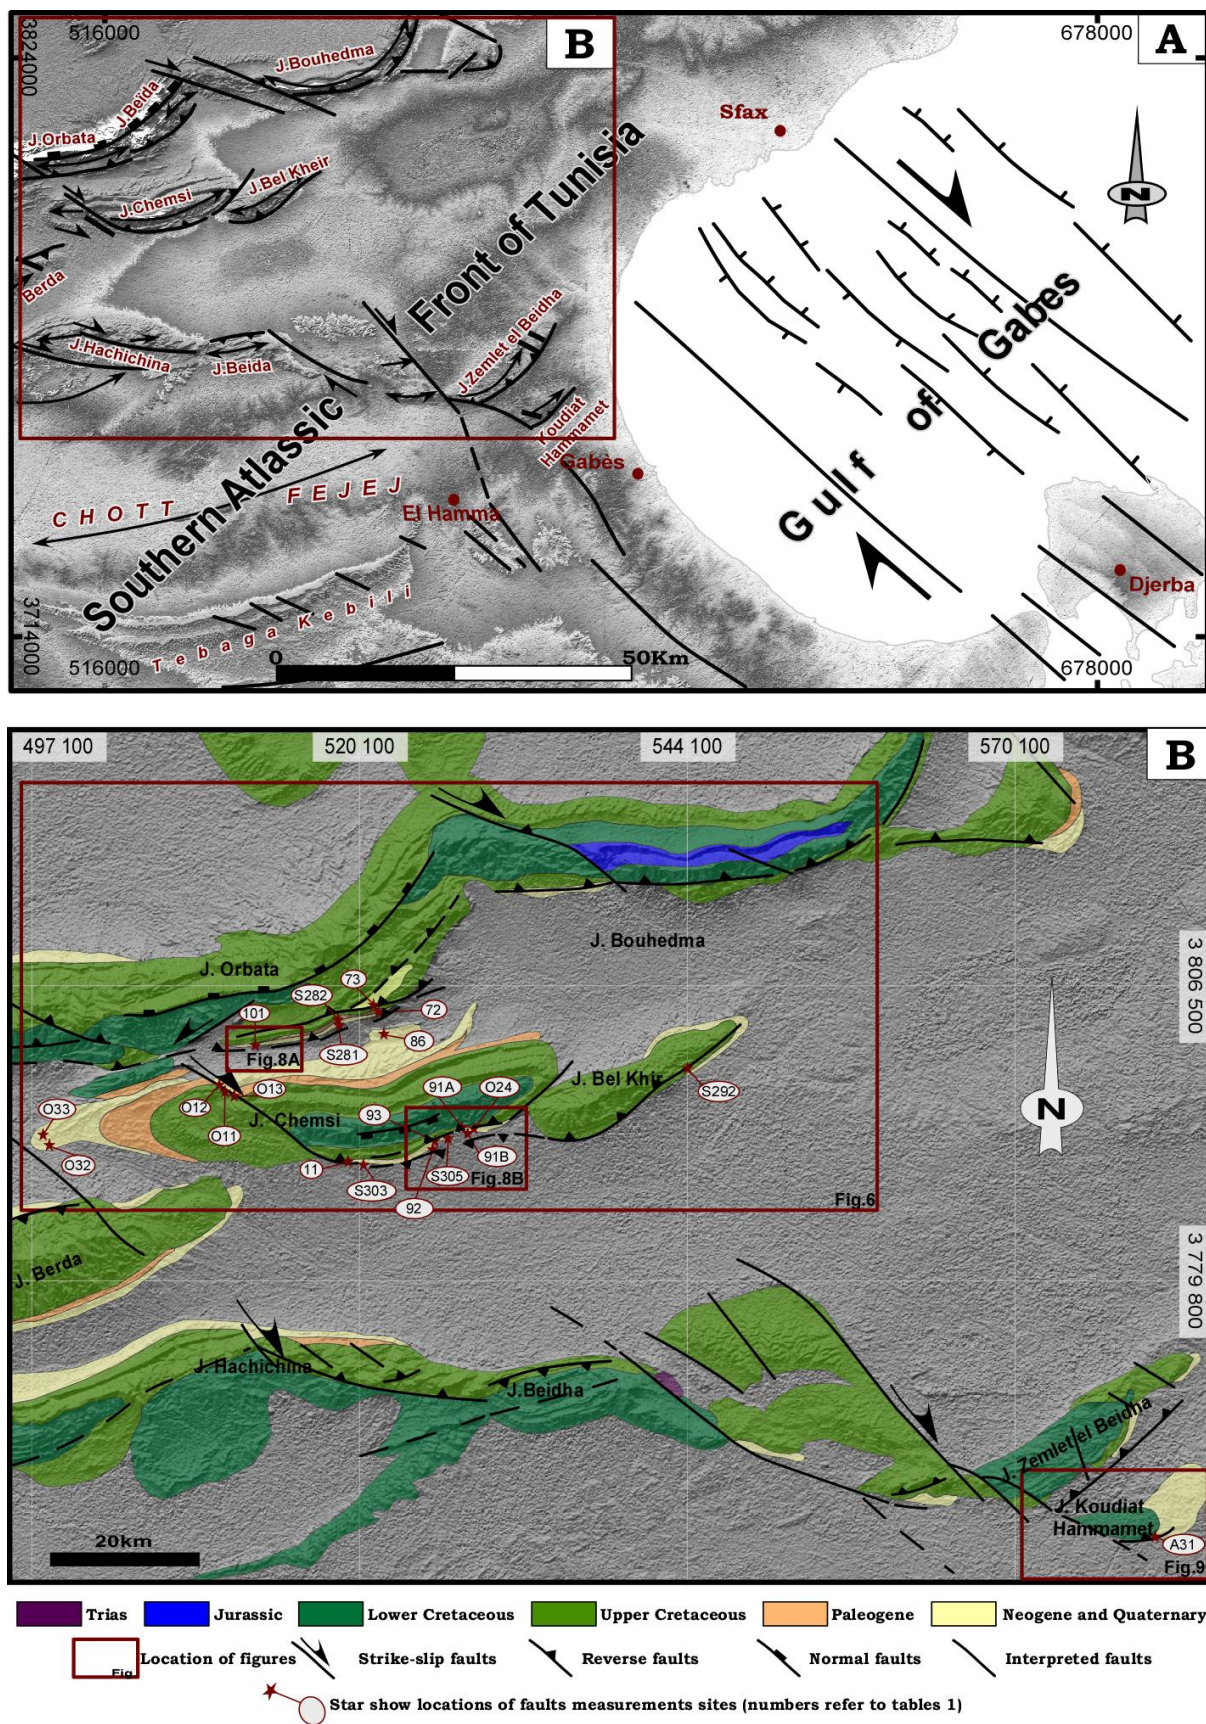 516000
B
678000
A
3824000
J.Bouhedma
J.Beïda
J.Orbata
Sfax
J.Bel Kheir
J.Chemsi
N
Berda
Front of Tunisia
J.Hachichina
J.Beida
J.Zemlet el Beidha
Koudiat
Hammamet
Gulf of Gabes
Gabès
CHOTT FEJEJ
El Hamma
Southern Atlassic
Djerba
Tebaga Kebili
3714000
516000
0
50Km
678000
497 100
520 100
544 100
570 100
B
J. Bouhedma
3 806 500
J. Orbata
73
S282
72
101
86
S281
Fig.8A
J. Bel Khir
S292
91A
O24
O13
O12
93
J. Chemsi
O33
O11
O32
91B
11
S305
Fig.8B
S303
92
Fig.6
J. Berda
3 779 800
N
J. Hachichina
J.Beidha
J. Zemlet el Beidha
J. Koudiat
Hammamet
A31
Fig.9
20km
Trias
Jurassic
Lower Cretaceous
Upper Cretaceous
Paleogene
Neogene and Quaternary
Fig.
Location of figures
Strike-slip faults
Reverse faults
Normal faults
Interpreted faults
Star show locations of faults measurements sites (numbers refer to tables 1)